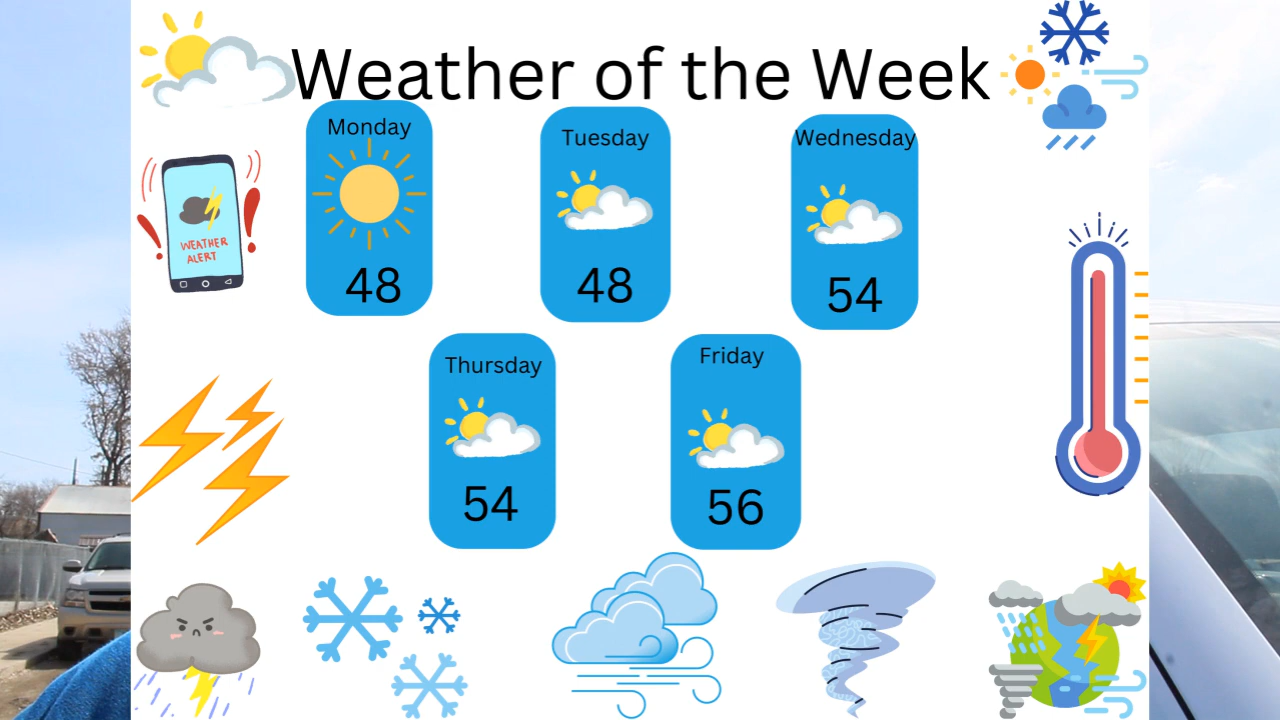 Weather of the Week
Monday
48
Tuesday
48
Wednesday
54
WEATHER
ALERT
Thursday
54
Friday
56